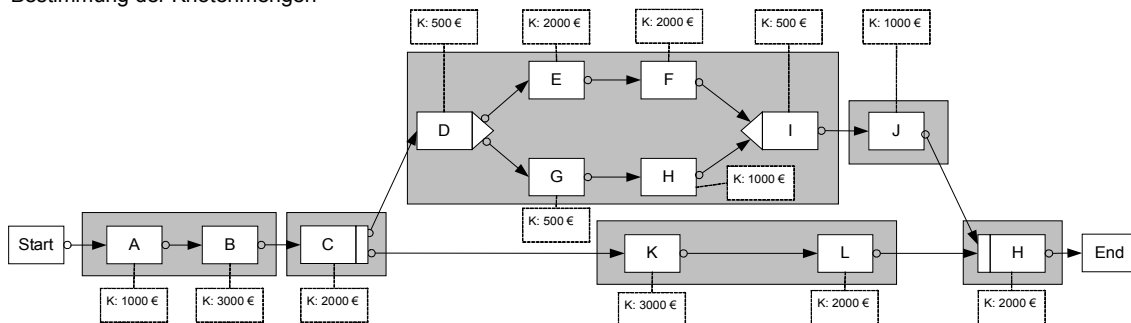 Bestimmung der Knotenmengen
K: 500 €
K: 2000 €
K: 2000 €
K: 500 €
K: 1000 €
E
F
D
I
J
G
H
K: 1000 €
K: 500 €
Start
A
B
C
K
L
H
End
K: 1000 €
K: 3000 €
K: 2000 €
K: 3000 €
K: 2000 €
K: 2000 €